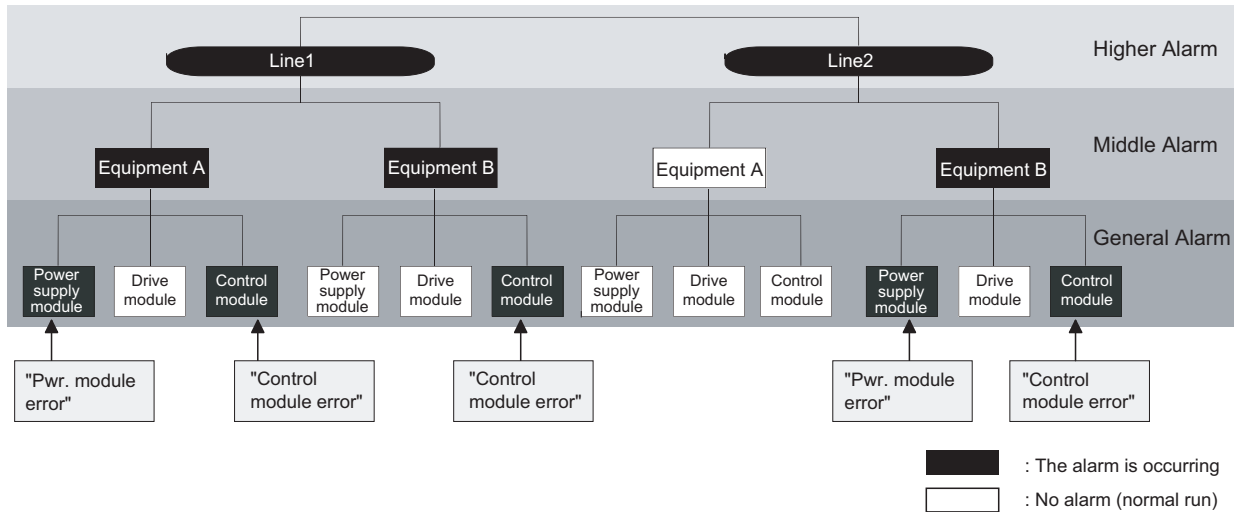 Line1
Line2
Higher Alarm
Middle Alarm
Equipment A
Equipment B
Equipment A
Equipment B
General Alarm
Power
supply
module
Drive
module
Control
module
Power
supply
module
Drive
module
Control
module
Power
supply
module
Drive
module
Control
module
Power
supply
module
Drive
module
Control
module
"Pwr. module
error"
"Control
module error"
"Control
module error"
"Pwr. module
error"
"Control
module error"
: The alarm is occurring
: No alarm (normal run)